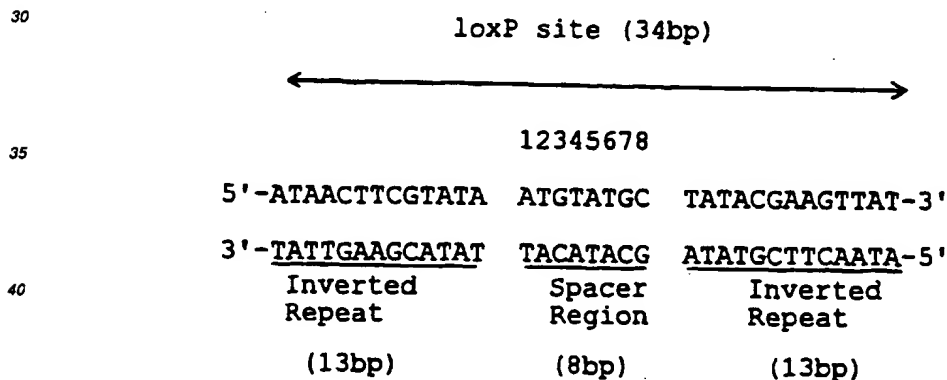 30
loxP site (34bp)
35
12345678
5'-ATAACTTCGTATA ATGTATGC TATACGAAGTTAT-3'
3'-TATTGAAGCATAT TACATACG ATATGCTTCAATA-5'
Inverted Spacer Inverted
40
Repeat Region Repeat
(13bp) (8bp) (13bp)